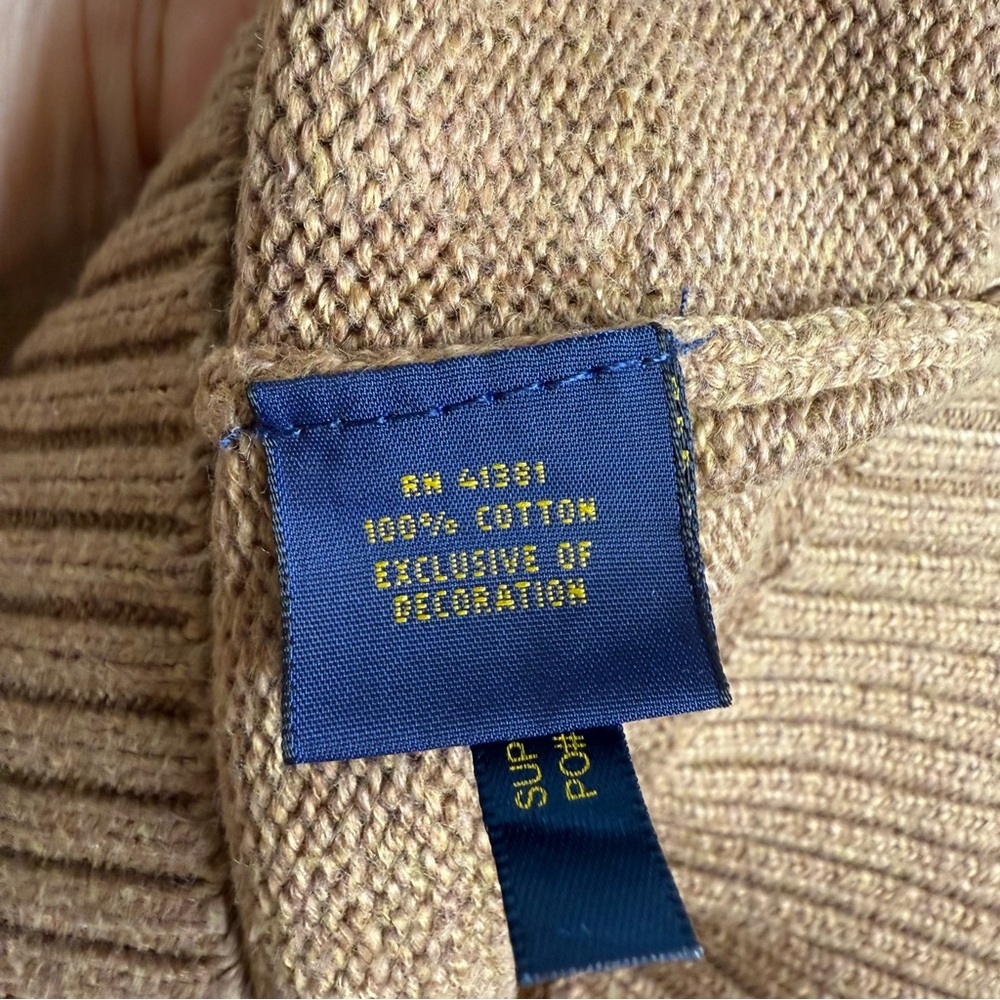 RN 41381
100% COTTON
EXCLUSIVE OF
DECORATION
SUP
PO#